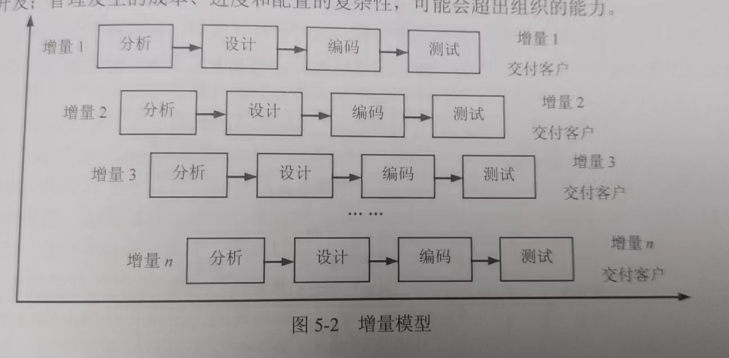 研发；管理发生的成本、进度和配置的复杂性，可能会超出组织的能力。
增量 1 分析 设计 编码 测试 增量 1
交付客户
增量 2 分析 设计 编码 测试 增量 2
交付客户
增量 3 分析 设计 编码 测试 增量 3
交付客户
…… 
增量 n 分析 设计 编码 测试 增量 n
交付客户
图 5-2 增量模型